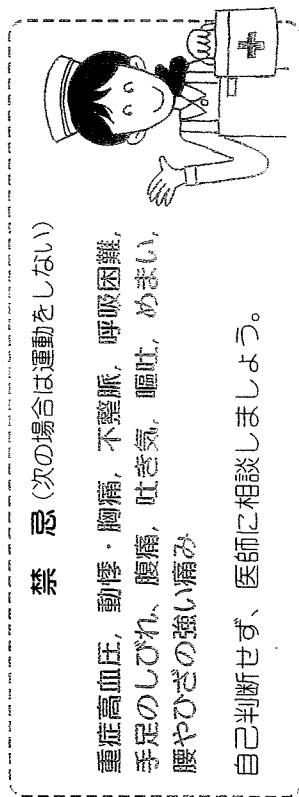 禁　忌（次の場合は運動をしない）
重症高血圧，動悸・胸痛，不整脈，呼吸困難，
手足のしびれ、腹痛，吐き気，嘔吐，めまい，
腰やひざの強い痛み
自己判断せず、医師に相談しましょう。